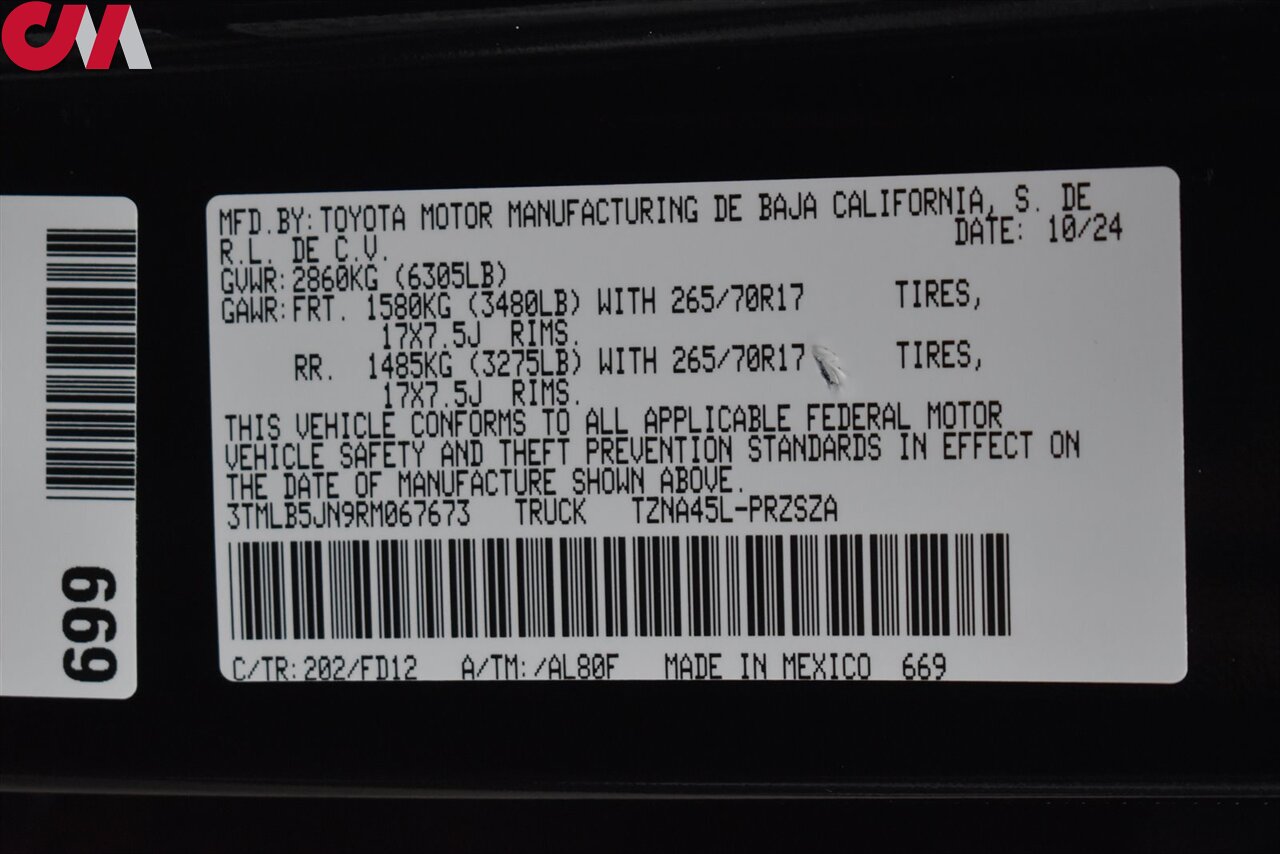 CM
MFD.BY:TOYOTA MOTOR MANUFACTURING DE BAJA CALIFORNIA, S. DE
R.L. DE C.V. DATE: 10/24
GVWR:2860KG (6305LB)
GAWR:FRT. 1580KG (3480LB) WITH 265/70R17 TIRES,
17X7.5J RIMS.
RR. 1485KG (3275LB) WITH 265/70R17 TIRES,
17X7.5J RIMS.
THIS VEHICLE CONFORMS TO ALL APPLICABLE FEDERAL MOTOR
VEHICLE SAFETY AND THEFT PREVENTION STANDARDS IN EFFECT ON
THE DATE OF MANUFACTURE SHOWN ABOVE.
3TMLB5JN9RM067673 TRUCK TZNA45L-PRZSZA
C/TR:202/FD12 A/TM:/AL80F MADE IN MEXICO 669
669